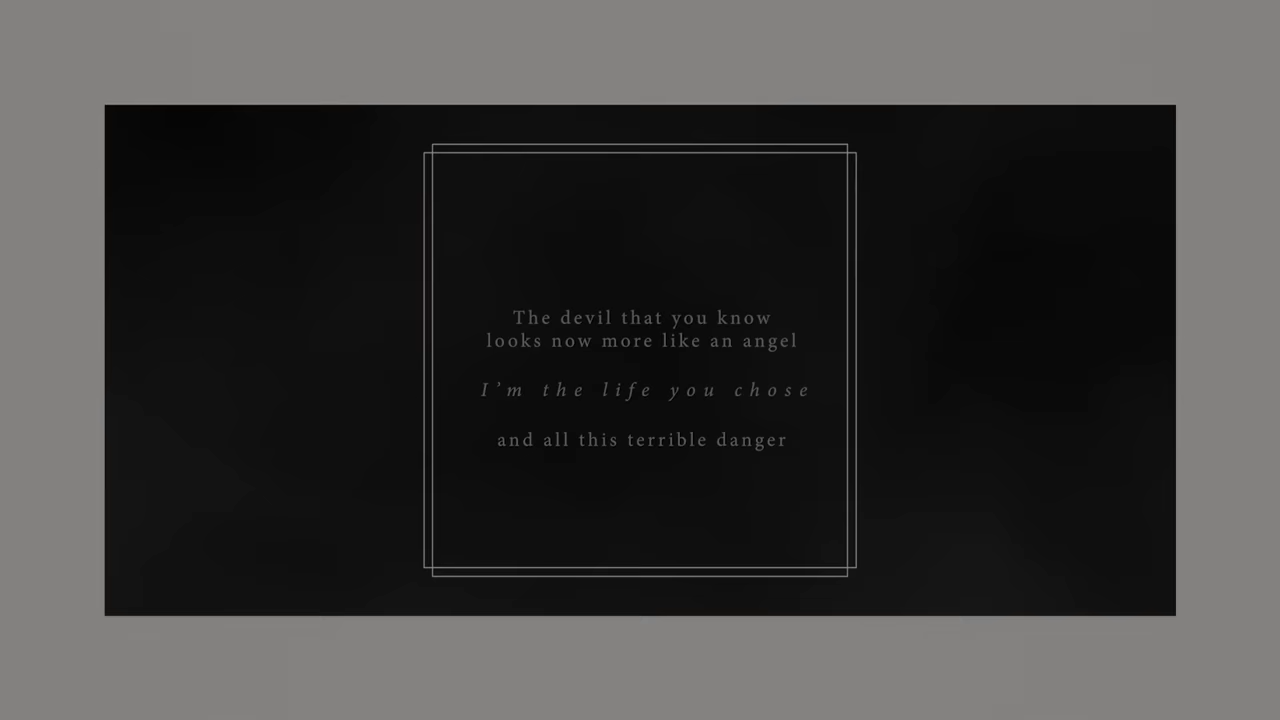 The devil that you know
looks now more like an angel
I’m the life you chose
and all this terrible danger